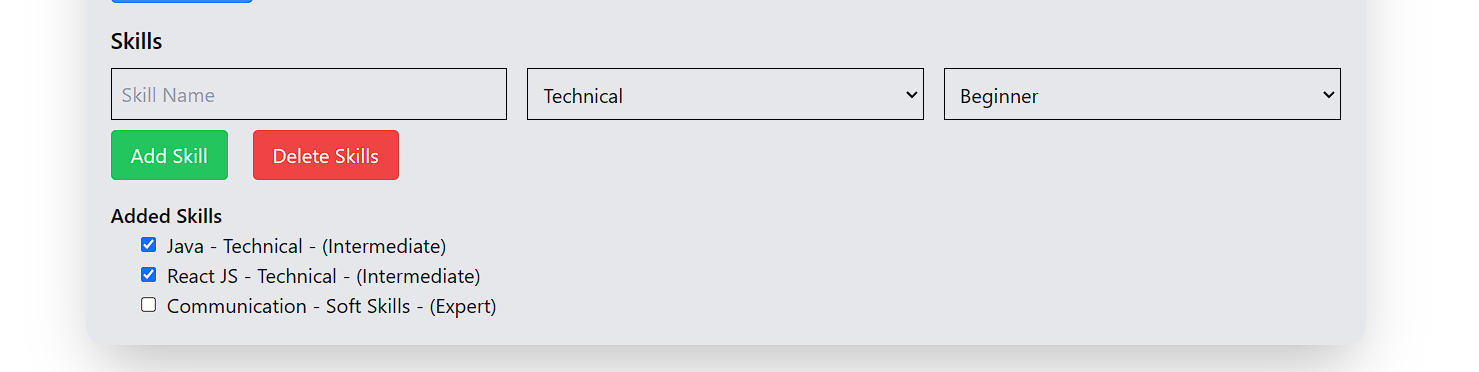 Skills
Skill Name Technical Beginner
Add Skill Delete Skills
Added Skills
Java - Technical - (Intermediate)
React JS - Technical - (Intermediate)
Communication - Soft Skills - (Expert)